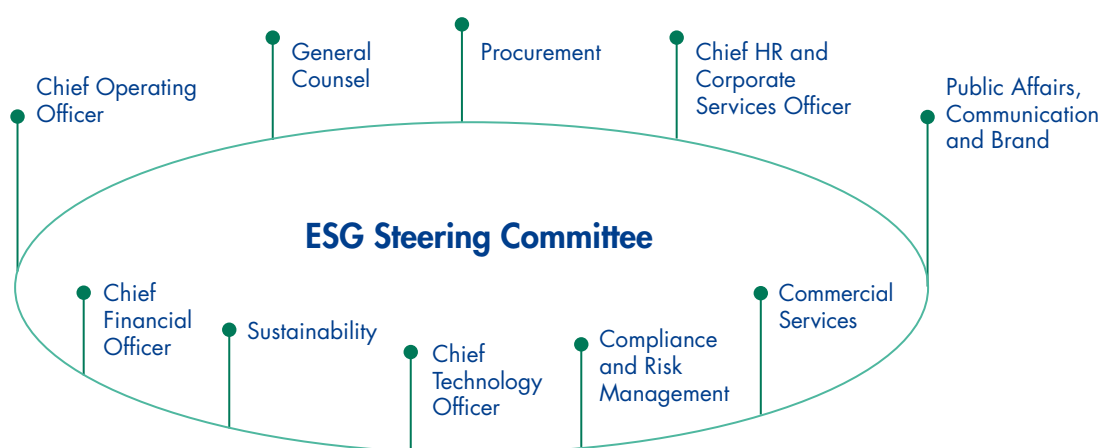 Procurement
General
Counsel
Chief HR and
Corporate
Services Officer
Chief Operating
Officer
Public Affairs,
Communication
and Brand
ESG Steering Committee
Chief
Financial
Officer
Sustainability
Chief
Technology
Officer
Compliance
and Risk
Management
Commercial
Services